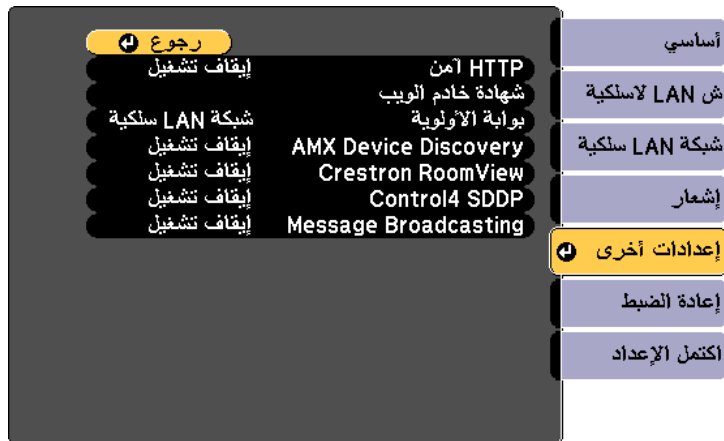 أساسي
ش LAN لاسلكية
شبكة LAN سلكية
إشعار
إعدادات أخرى
إعادة الضبط
اكتمل الإعداد
رجوع
HTTP آمن إيقاف تشغيل
شهادة خادم الويب
بوابة الأولوية شبكة LAN سلكية
AMX Device Discovery إيقاف تشغيل
Crestron RoomView إيقاف تشغيل
Control4 SDDP إيقاف تشغيل
Message Broadcasting إيقاف تشغيل